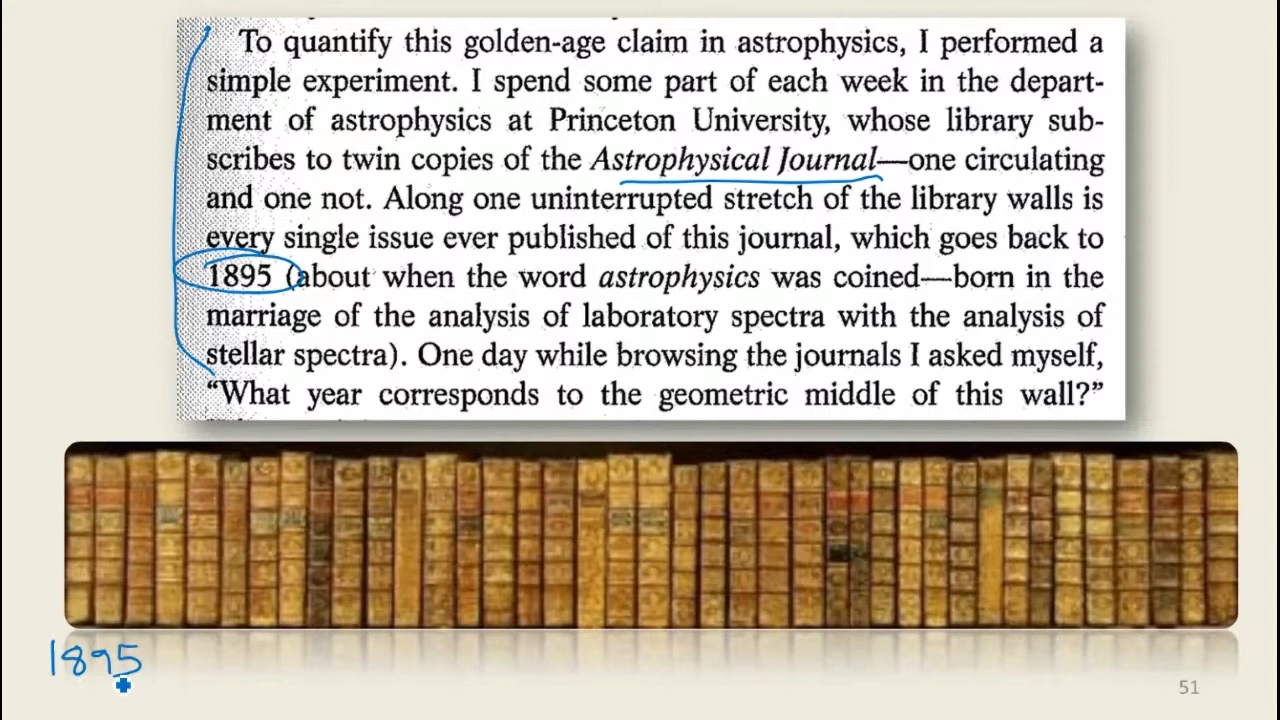 To quantify this golden-age claim in astrophysics, I performed a
simple experiment. I spend some part of each week in the depart-
ment of astrophysics at Princeton University, whose library sub-
scribes to twin copies of the Astrophysical Journal—one circulating
and one not. Along one uninterrupted stretch of the library walls is
every single issue ever published of this journal, which goes back to
1895 (about when the word astrophysics was coined—born in the
marriage of the analysis of laboratory spectra with the analysis of
stellar spectra). One day while browsing the journals I asked myself,
“What year corresponds to the geometric middle of this wall?”
1895
51